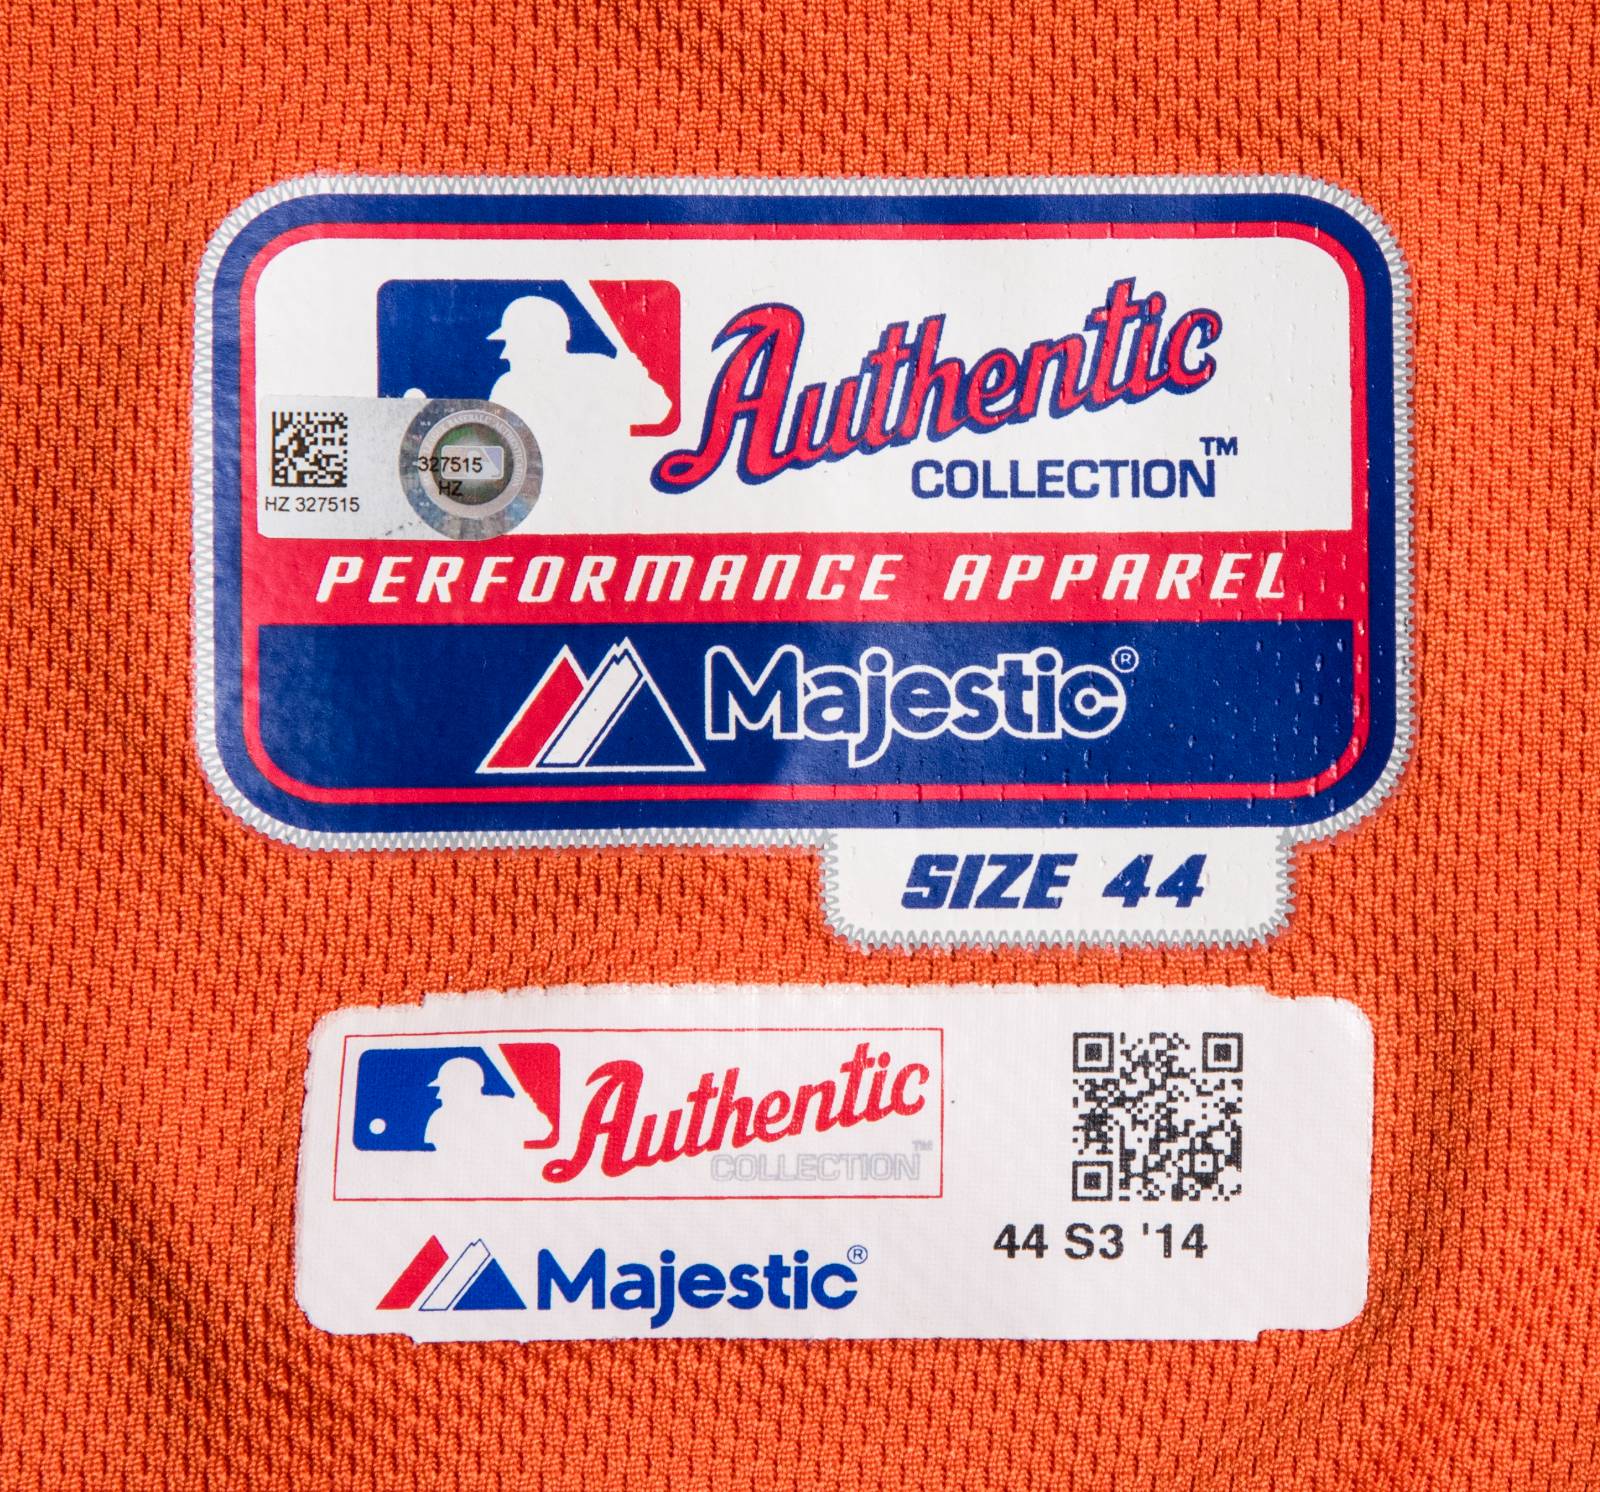 Authentic
COLLECTION™
327515
HZ
HZ 327515
PERFORMANCE APPAREL
Majestic®
SIZE 44
Authentic
COLLECTION™
44 S3 '14
Majestic®